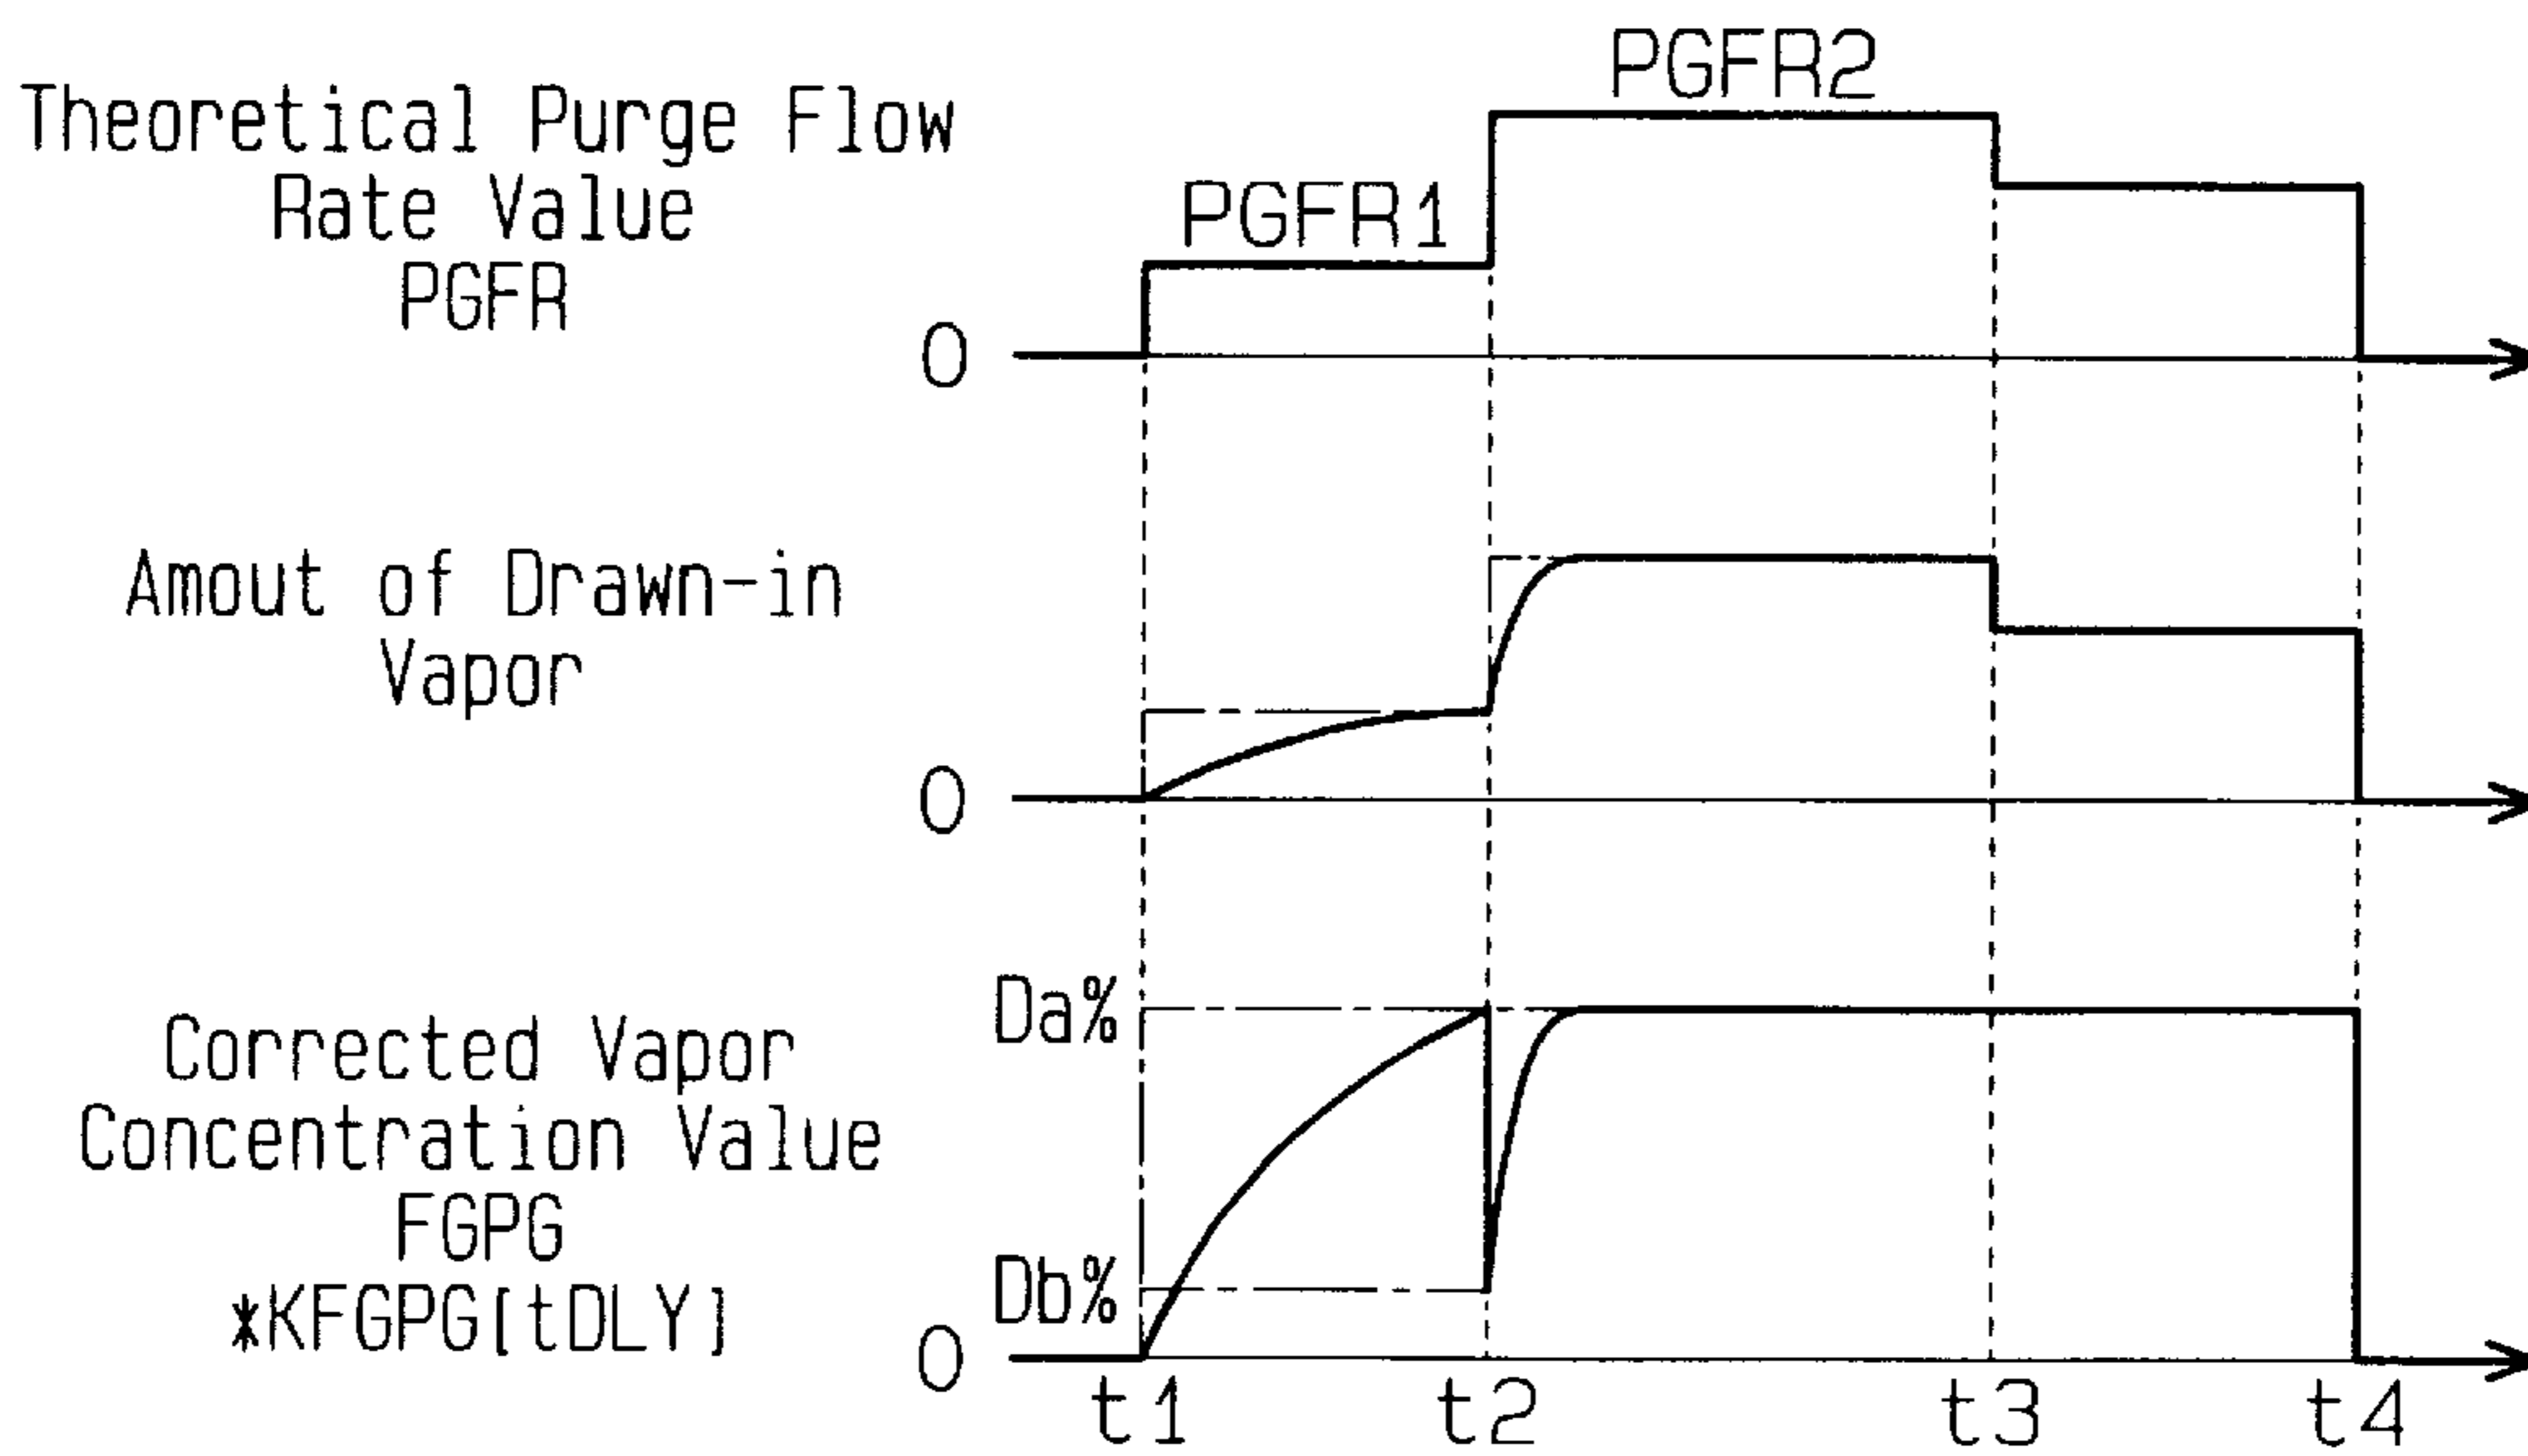 Theoretical Purge Flow
Rate Value
PGFR
0
PGFR1
PGFR2
Amout of Drawn-in
Vapor
0
Corrected Vapor
Concentration Value
FGPG
*KFGPG[tDLY]
Da%
Db%
0
t1 t2 t3 t4